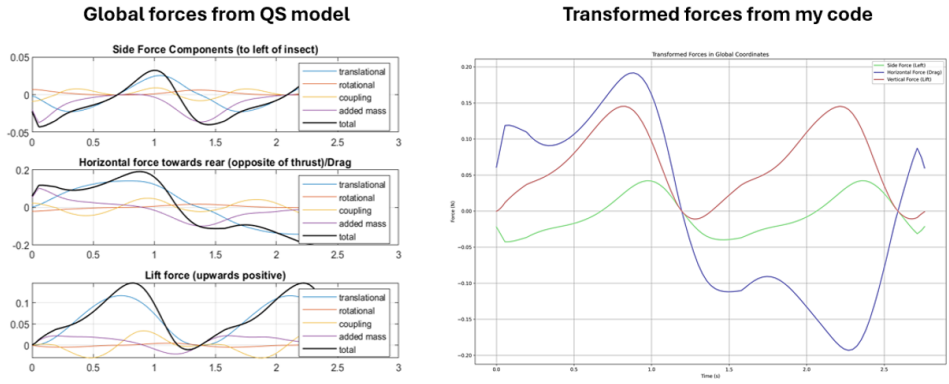 Global forces from QS model
Transformed forces from my code
Side Force Components (to left of insect)
0.05
0
-0.05
translational
rotational
coupling
added mass
total
0 0.5 1 1.5 2 2.5 3
Horizontal force towards rear (opposite of thrust)/Drag
0.2
0
-0.2
translational
rotational
coupling
added mass
total
0 0.5 1 1.5 2 2.5 3
Lift force (upwards positive)
0.1
0.05
0
translational
rotational
coupling
added mass
total
0 0.5 1 1.5 2 2.5 3
Transformed Forces in Global Coordinates
Side Force (Left)
Horizontal Force (Drag)
Vertical Force (Lift)
0.20
0.15
0.10
0.05
0.00
-0.05
-0.10
-0.15
-0.20
Force (N)
0.0 0.5 1.0 1.5 2.0 2.5
Time (s)